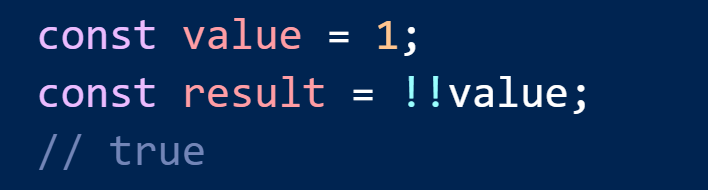 const value = 1;
const result = !!value;
// true